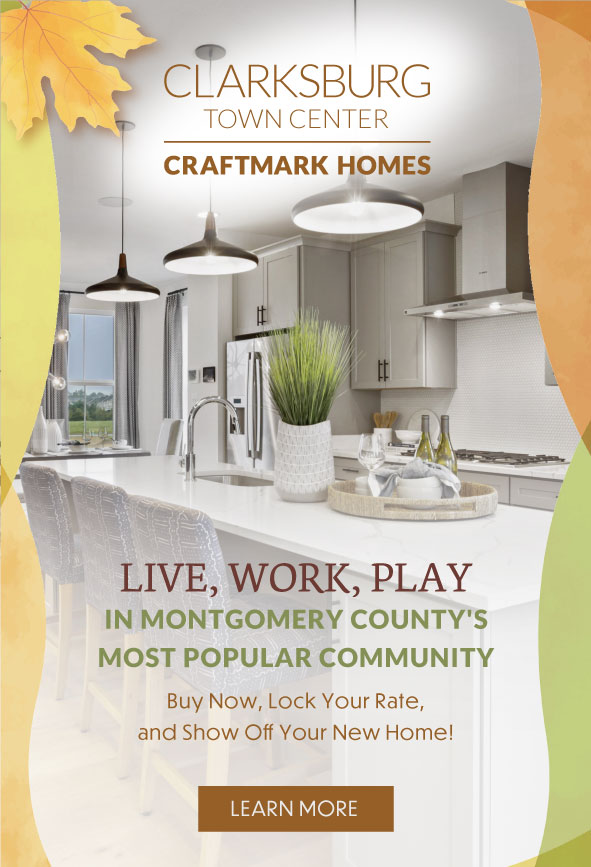 CLARKSBURG
TOWN CENTER
CRAFTMARK HOMES
LIVE, WORK, PLAY
IN MONTGOMERY COUNTY'S
MOST POPULAR COMMUNITY
Buy Now, Lock Your Rate,
and Show Off Your New Home!
LEARN MORE